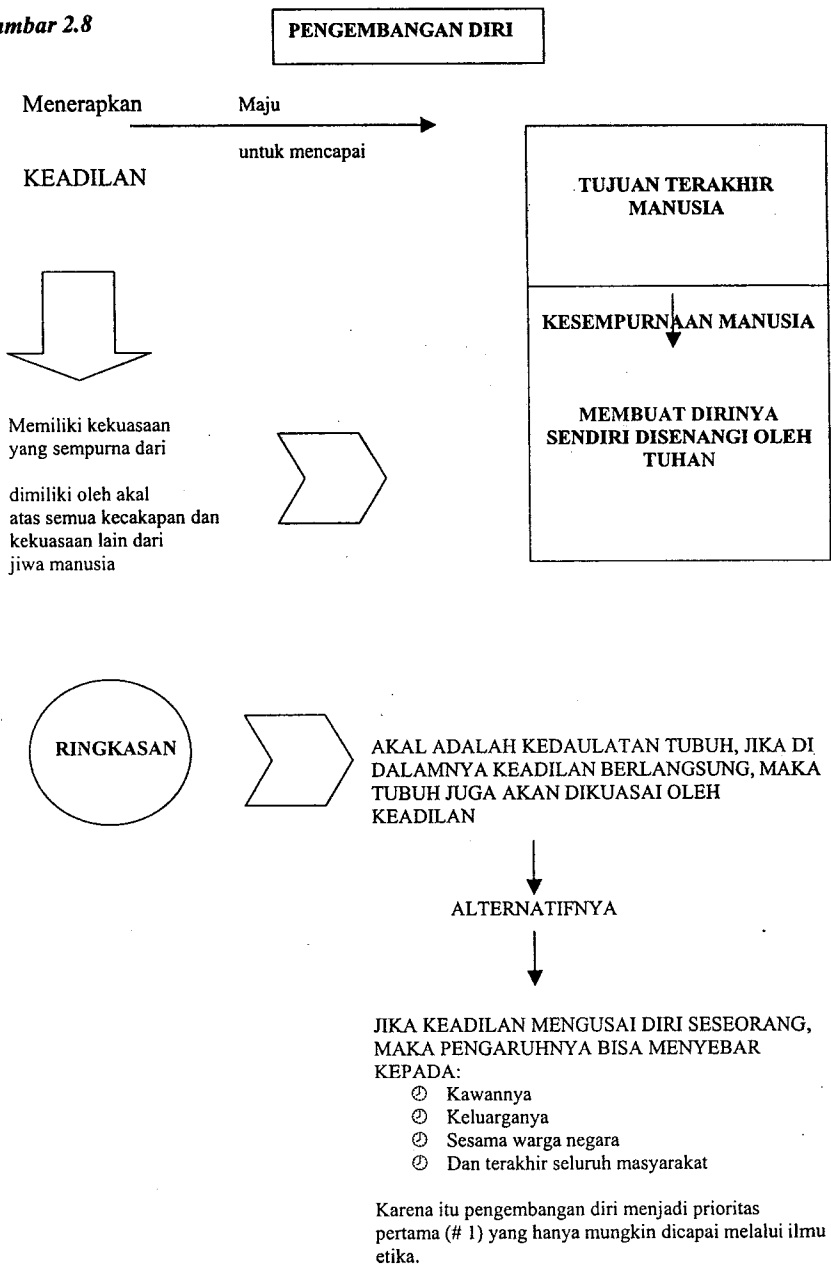 ambar 2.8
PENGEMBANGAN DIRI
Menerapkan
Maju
untuk mencapai
KEADILAN
TUJUAN TERAKHIR
MANUSIA
KESEMPURNAAN MANUSIA
MEMBUAT DIRINYA
SENDIRI DISENANGI OLEH
TUHAN
Memiliki kekuasaan
yang sempurna dari
dimiliki oleh akal
atas semua kecakapan dan
kekuasaan lain dari
jiwa manusia
RINGKASAN
AKAL ADALAH KEDAULATAN TUBUH, JIKA DI
DALAMNYA KEADILAN BERLANGSUNG, MAKA
TUBUH JUGA AKAN DIKUASAI OLEH
KEADILAN
ALTERNATIFNYA
JIKA KEADILAN MENGUSAI DIRI SESEORANG,
MAKA PENGARUHNYA BISA MENYEBAR
KEPADA:
Kawannya
Keluarganya
Sesama warga negara
Dan terakhir seluruh masyarakat
Karena itu pengembangan diri menjadi prioritas
pertama (# 1) yang hanya mungkin dicapai melalui ilmu
etika.